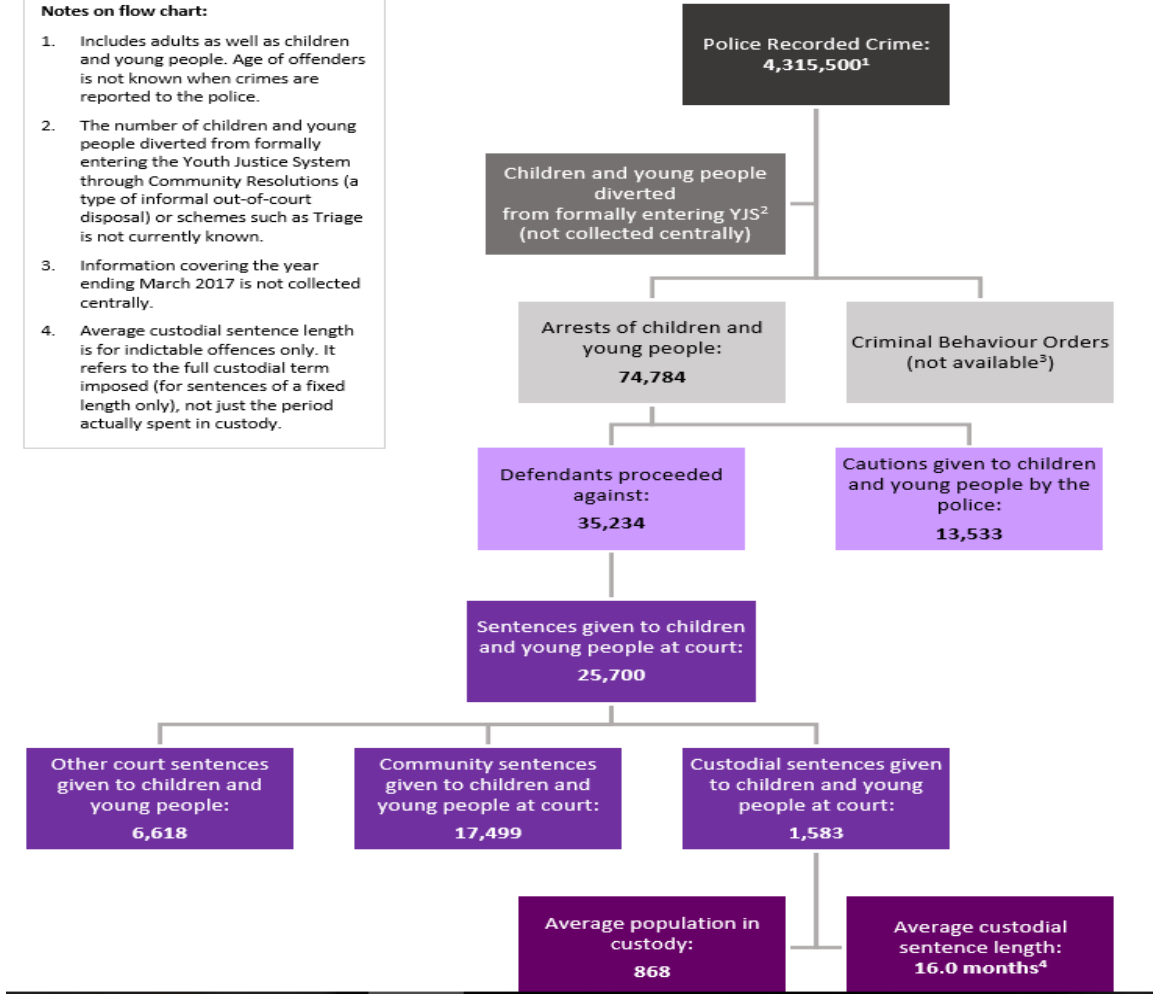 Notes on flow chart:
1. Includes adults as well as children
and young people. Age of offenders
is not known when crimes are
reported to the police.
2. The number of children and young
people diverted from formally
entering the Youth Justice System
through Community Resolutions (a
type of informal out-of-court
disposal) or schemes such as Triage
is not currently known.
3. Information covering the year
ending March 2017 is not collected
centrally.
4. Average custodial sentence length
is for indictable offences only. It
refers to the full custodial term
imposed (for sentences of a fixed
length only), not just the period
actually spent in custody.
Police Recorded Crime:
4,315,500¹
Children and young people
diverted
from formally entering YJS²
(not collected centrally)
Arrests of children and
young people:
74,784
Criminal Behaviour Orders
(not available³)
Defendants proceeded
against:
35,234
Cautions given to children
and young people by the
police:
13,533
Sentences given to children
and young people at court:
25,700
Other court sentences
given to children and
young people:
6,618
Community sentences
given to children and
young people at court:
17,499
Custodial sentences given
to children and young
people at court:
1,583
Average population in
custody:
868
Average custodial
sentence length:
16.0 months⁴